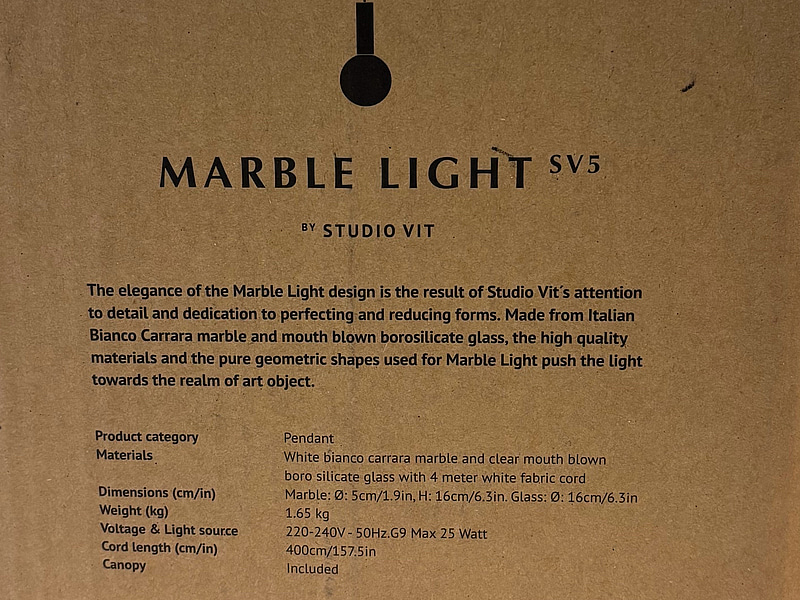 MARBLE LIGHT SV5
BY STUDIO VIT
The elegance of the Marble Light design is the result of Studio Vit´s attention
to detail and dedication to perfecting and reducing forms. Made from Italian
Bianco Carrara marble and mouth blown borosilicate glass, the high quality
materials and the pure geometric shapes used for Marble Light push the light
towards the realm of art object.
Product category Pendant
Materials White bianco carrara marble and clear mouth blown
boro silicate glass with 4 meter white fabric cord
Dimensions (cm/in) Marble: Ø: 5cm/1.9in, H: 16cm/6.3in. Glass: Ø: 16cm/6.3in
Weight (kg) 1.65 kg
Voltage & Light source 220-240V - 50Hz.G9 Max 25 Watt
Cord length (cm/in) 400cm/157.5in
Canopy Included